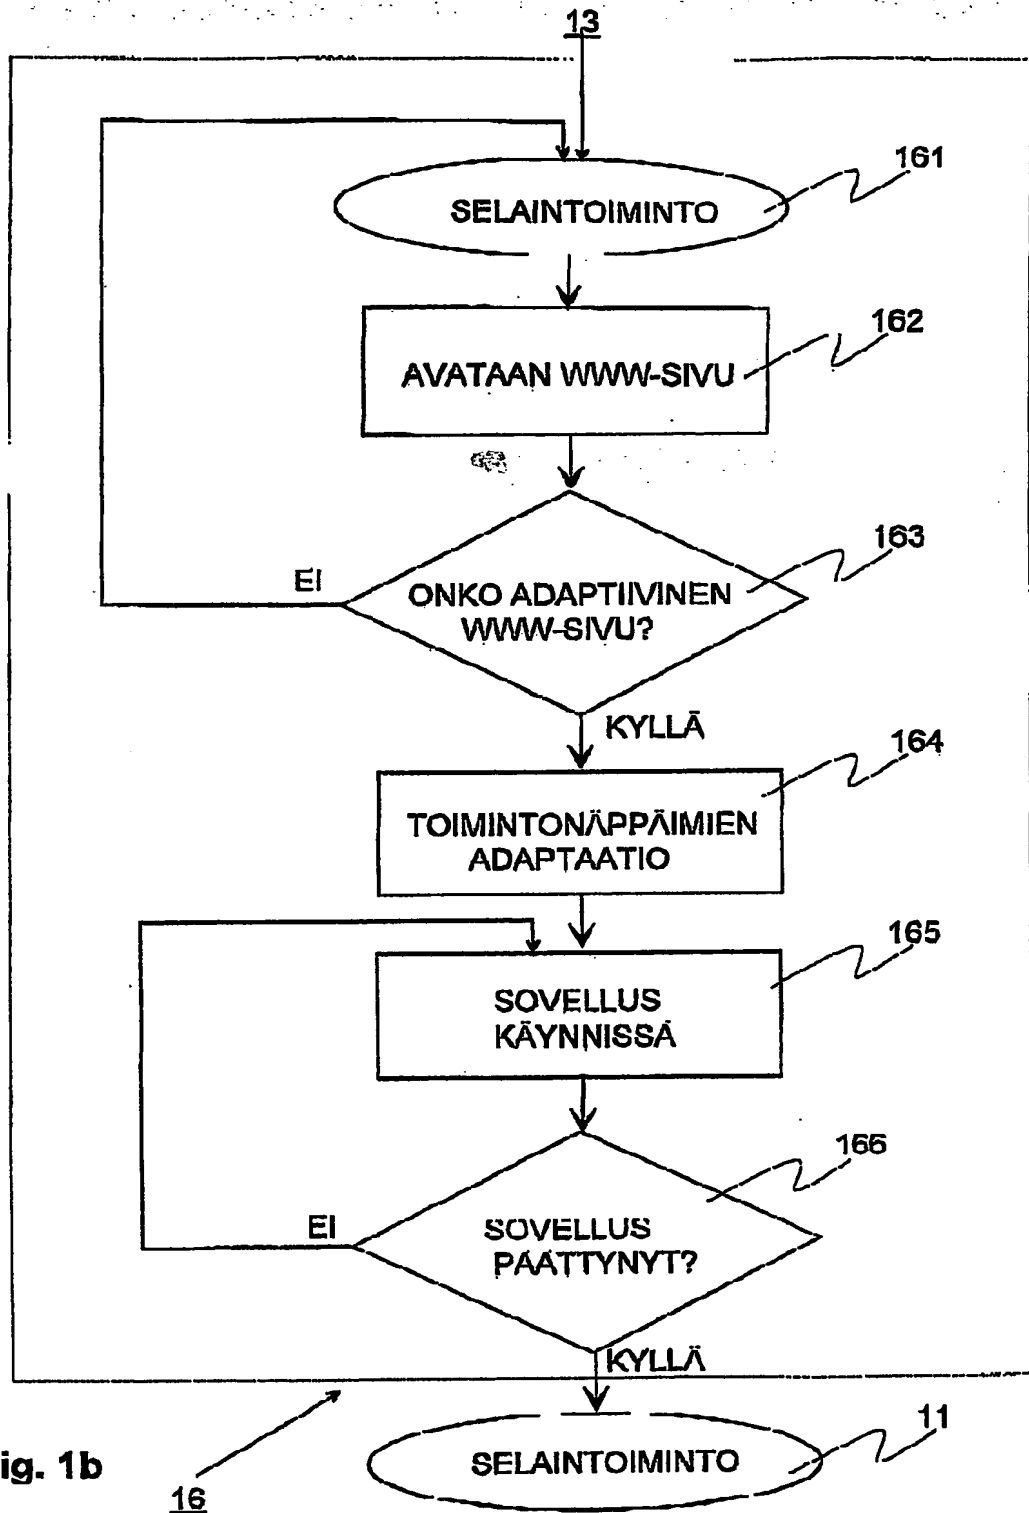 13
161
SELAINTOIMINTO
162
AVATAAN WWW-SIVU
163
EI
ONKO ADAPTIIVINEN
WWW-SIVU?
KYLLÄ
164
TOIMINTONÄPPÄIMIEN
ADAPTAATIO
165
SOVELLUS
KÄYNNISSÄ
166
EI
SOVELLUS
PÄÄTTYNYT?
KYLLÄ
11
SELAINTOIMINTO
ig. 1b
16